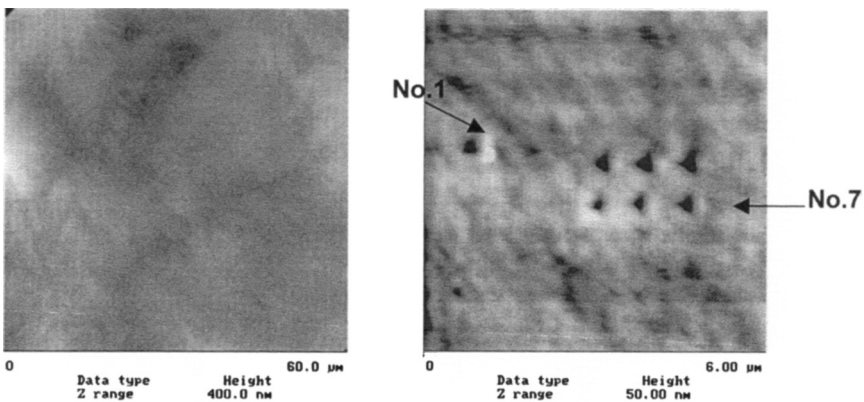 No.1
No.7
0 60.0 µM
Data type Height
Z range 400.0 nM
0 6.00 µM
Data type Height
Z range 50.00 nM